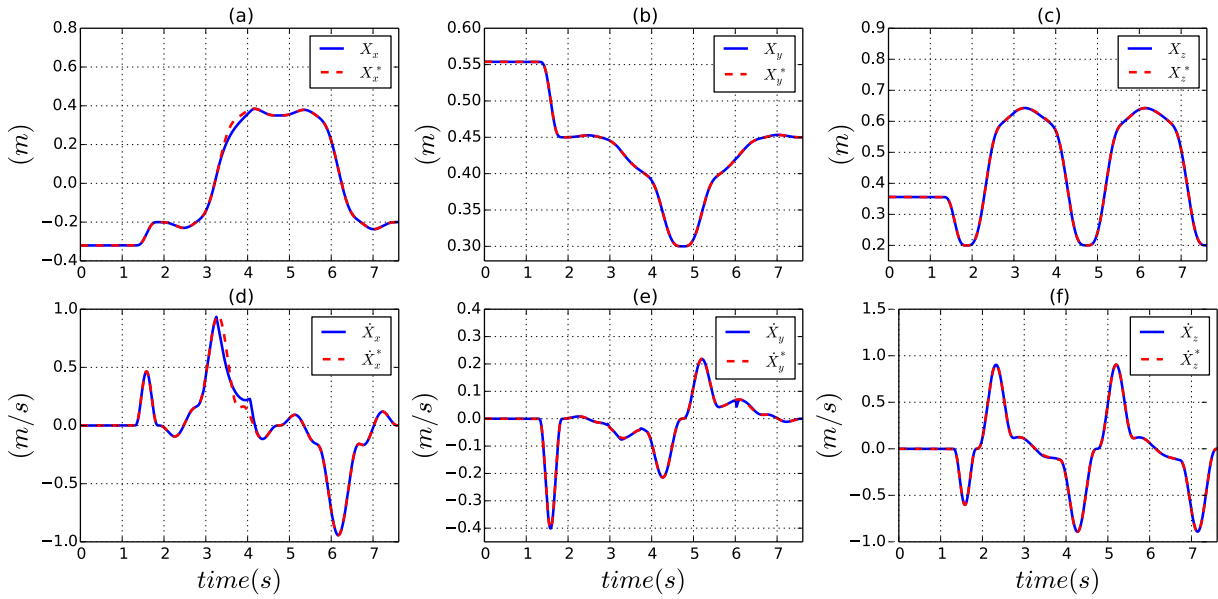 (a)
0.8
0.6
0.4
0.2
0.0
−0.2
−0.4
(m)
0 1 2 3 4 5 6 7
X_x
X_x^*
(b)
0.60
0.55
0.50
0.45
0.40
0.35
0.30
(m)
0 1 2 3 4 5 6 7
X_y
X_y^*
(c)
0.9
0.8
0.7
0.6
0.5
0.4
0.3
0.2
(m)
0 1 2 3 4 5 6 7
X_z
X_z^*
(d)
1.0
0.5
0.0
−0.5
−1.0
(m/s)
0 1 2 3 4 5 6 7
time(s)
Ẋ_x
Ẋ_x^*
(e)
0.4
0.3
0.2
0.1
0.0
−0.1
−0.2
−0.3
−0.4
(m/s)
0 1 2 3 4 5 6 7
time(s)
Ẋ_y
Ẋ_y^*
(f)
1.5
1.0
0.5
0.0
−0.5
−1.0
(m/s)
0 1 2 3 4 5 6 7
time(s)
Ẋ_z
Ẋ_z^*